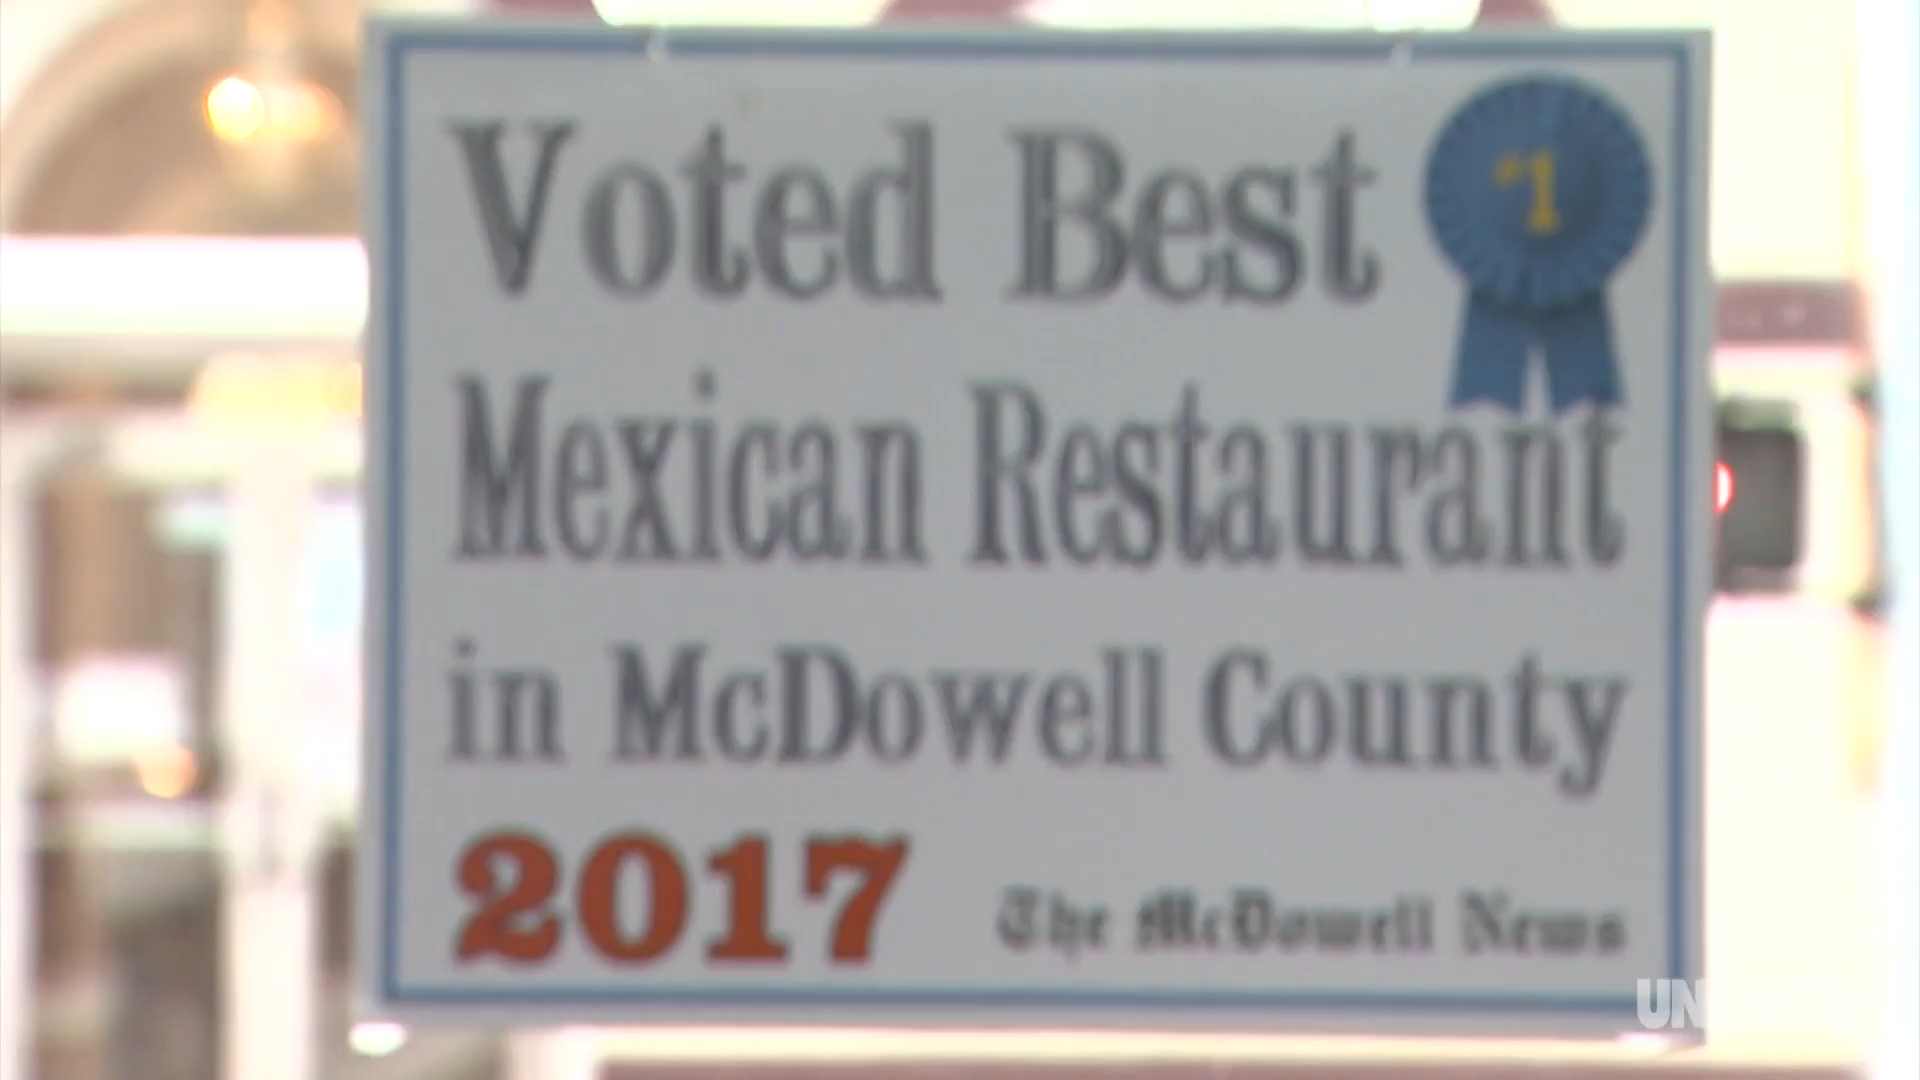 Voted Best
#1
Mexican Restaurant
in McDowell County
2017 The McDowell News